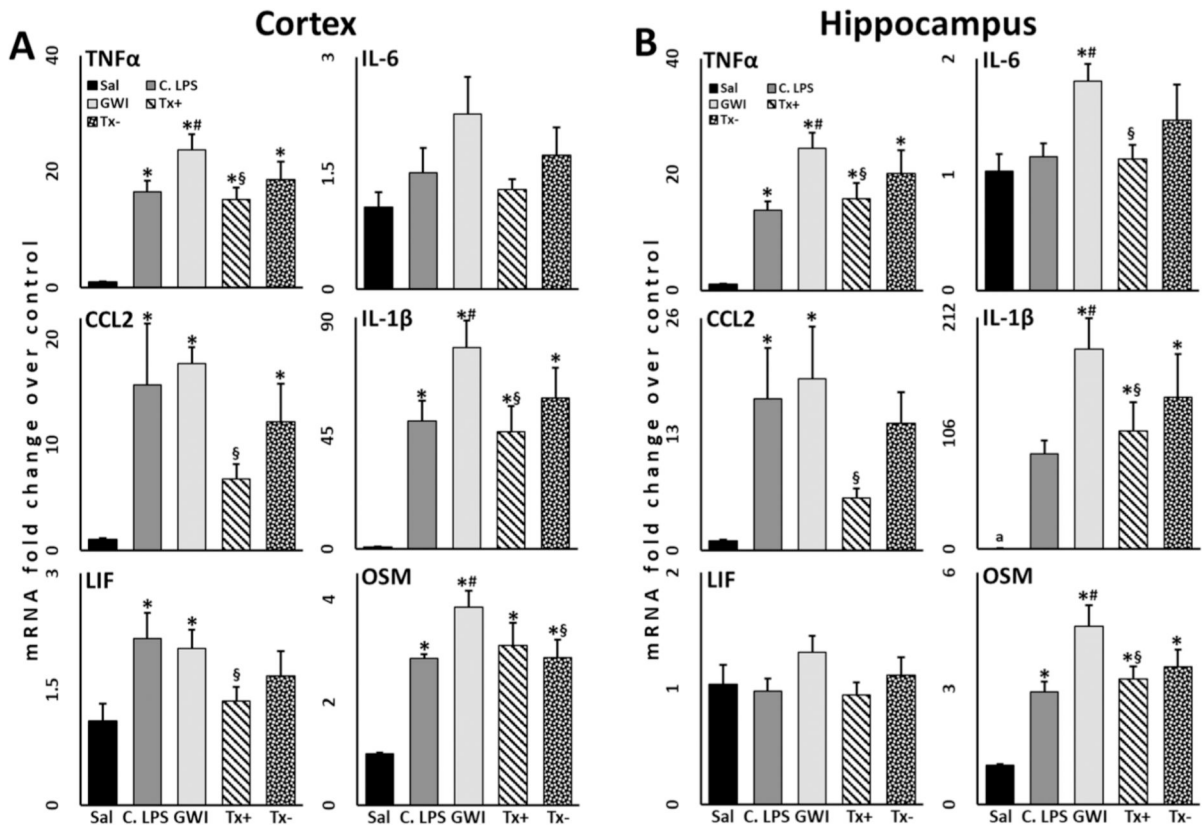 Cortex
Hippocampus
A
B
mRNA fold change over control
TNFα
Sal
C. LPS
GWI
Tx+
Tx-
40
20
0
*
*#
*§
*
IL-6
3
1.5
0
CCL2
20
10
0
*
*
§
*
IL-1β
90
45
0
*
*#
*§
*
LIF
3
1.5
0
*
*
§
Sal C. LPS GWI Tx+ Tx-
OSM
4
2
0
*
*#
*
*§
Sal C. LPS GWI Tx+ Tx-
mRNA fold change over control
TNFα
Sal
C. LPS
GWI
Tx+
Tx-
40
20
0
*
*#
*§
*
IL-6
2
1
0
*#
§
CCL2
26
13
0
*
*
§
IL-1β
212
106
0
a
*#
*§
*
LIF
2
1
0
Sal C. LPS GWI Tx+ Tx-
OSM
6
3
0
*
*#
*§
*
Sal C. LPS GWI Tx+ Tx-